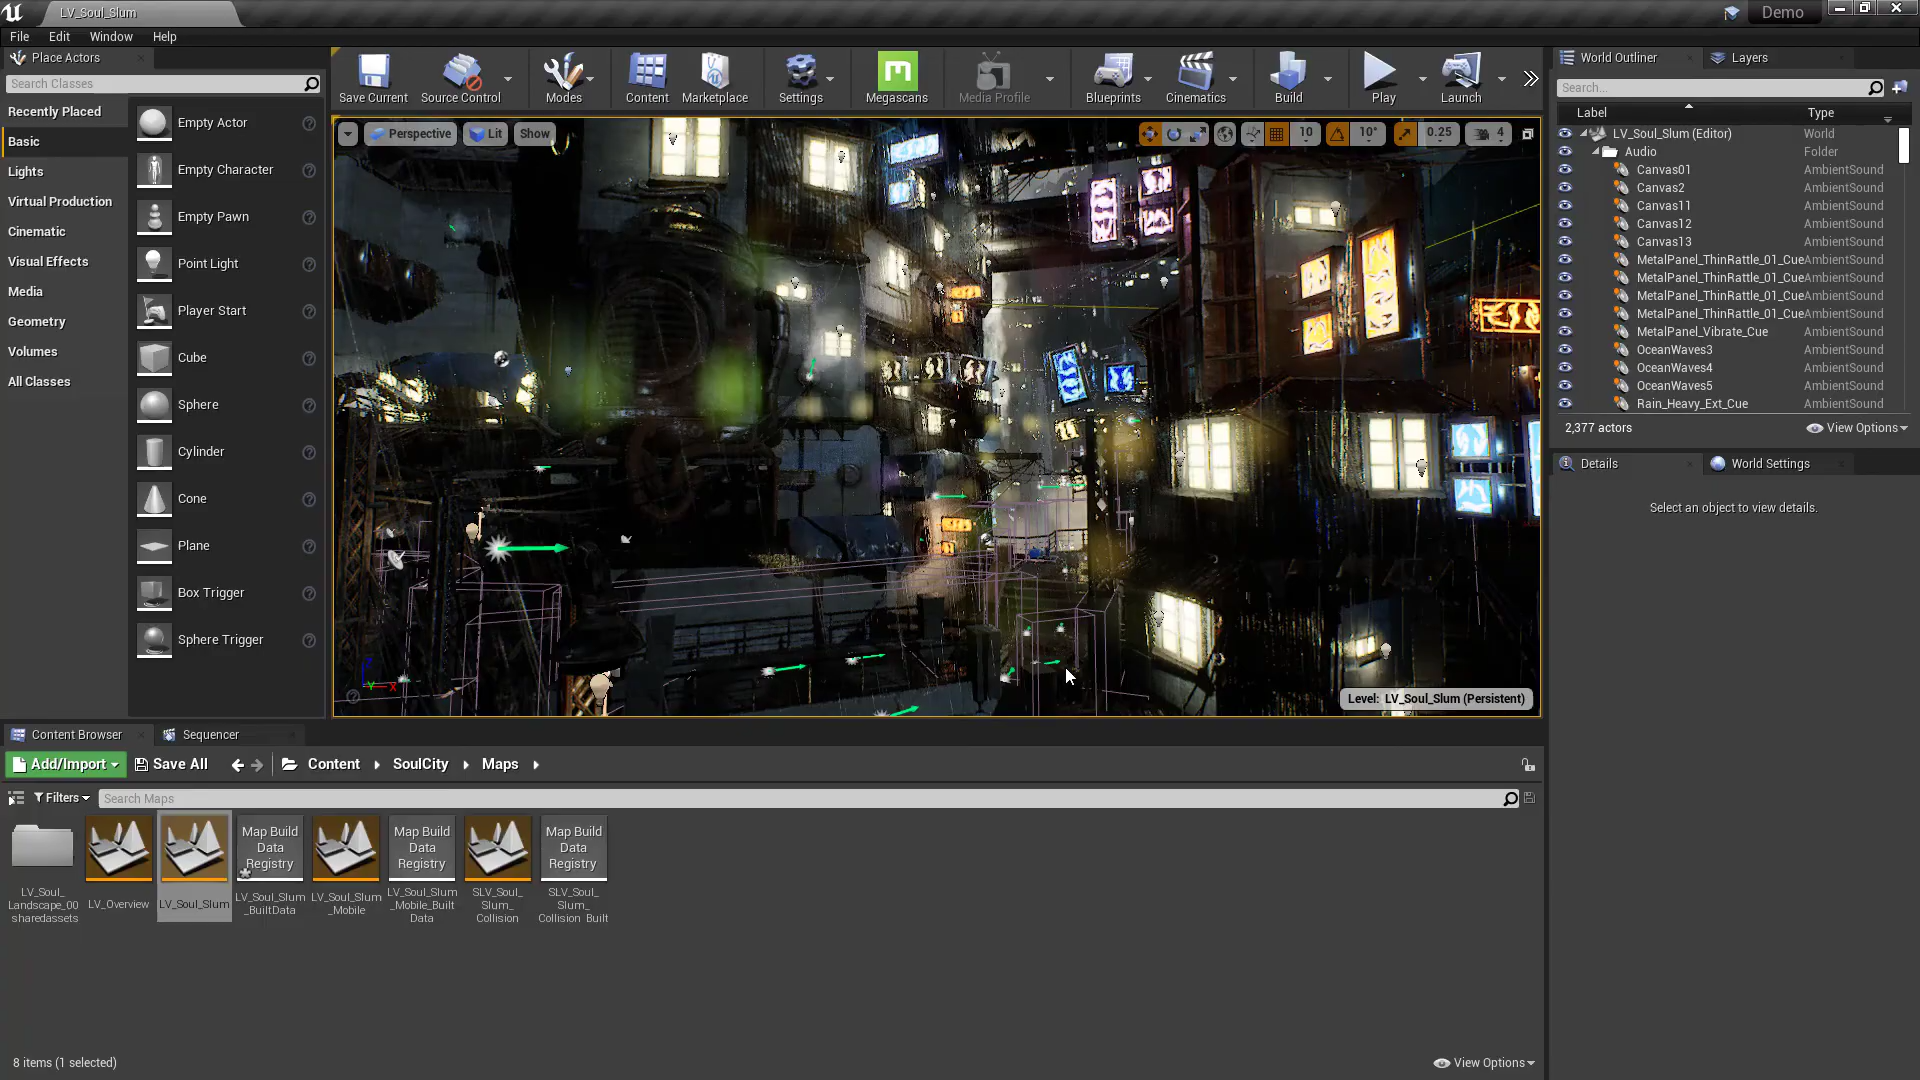 LV_Soul_Slum
Demo
File Edit Window Help
Place Actors
Search Classes
Recently Placed
Basic
Lights
Virtual Production
Cinematic
Visual Effects
Media
Geometry
Volumes
All Classes
Empty Actor
Empty Character
Empty Pawn
Point Light
Player Start
Cube
Sphere
Cylinder
Cone
Plane
Box Trigger
Sphere Trigger
Save Current
Source Control
Modes
Content
Marketplace
Settings
Megascans
Media Profile
Blueprints
Cinematics
Build
Play
Launch
Perspective
Lit
Show
10
10°
0.25
4
Level: LV_Soul_Slum (Persistent)
World Outliner
Layers
Search...
Label Type
LV_Soul_Slum (Editor) World
Audio Folder
Canvas01 AmbientSound
Canvas2 AmbientSound
Canvas11 AmbientSound
Canvas12 AmbientSound
Canvas13 AmbientSound
MetalPanel_ThinRattle_01_Cue AmbientSound
MetalPanel_ThinRattle_01_Cue AmbientSound
MetalPanel_ThinRattle_01_Cue AmbientSound
MetalPanel_ThinRattle_01_Cue AmbientSound
MetalPanel_Vibrate_Cue AmbientSound
OceanWaves3 AmbientSound
OceanWaves4 AmbientSound
OceanWaves5 AmbientSound
Rain_Heavy_Ext_Cue AmbientSound
2,377 actors
View Options
Details
World Settings
Select an object to view details.
Content Browser
Sequencer
Add/Import
Save All
Content
SoulCity
Maps
Filters
Search Maps
LV_Soul_
Landscape_00
sharedassets
LV_Overview
LV_Soul_Slum
Map Build
Data
Registry
LV_Soul_Slum
_BuiltData
LV_Soul_Slum
_Mobile
Map Build
Data
Registry
LV_Soul_Slum
_Mobile_Built
Data
SLV_Soul_
Slum_
Collision
Map Build
Data
Registry
SLV_Soul_
Slum_
Collision_Built
8 items (1 selected)
View Options
X
Y
Z